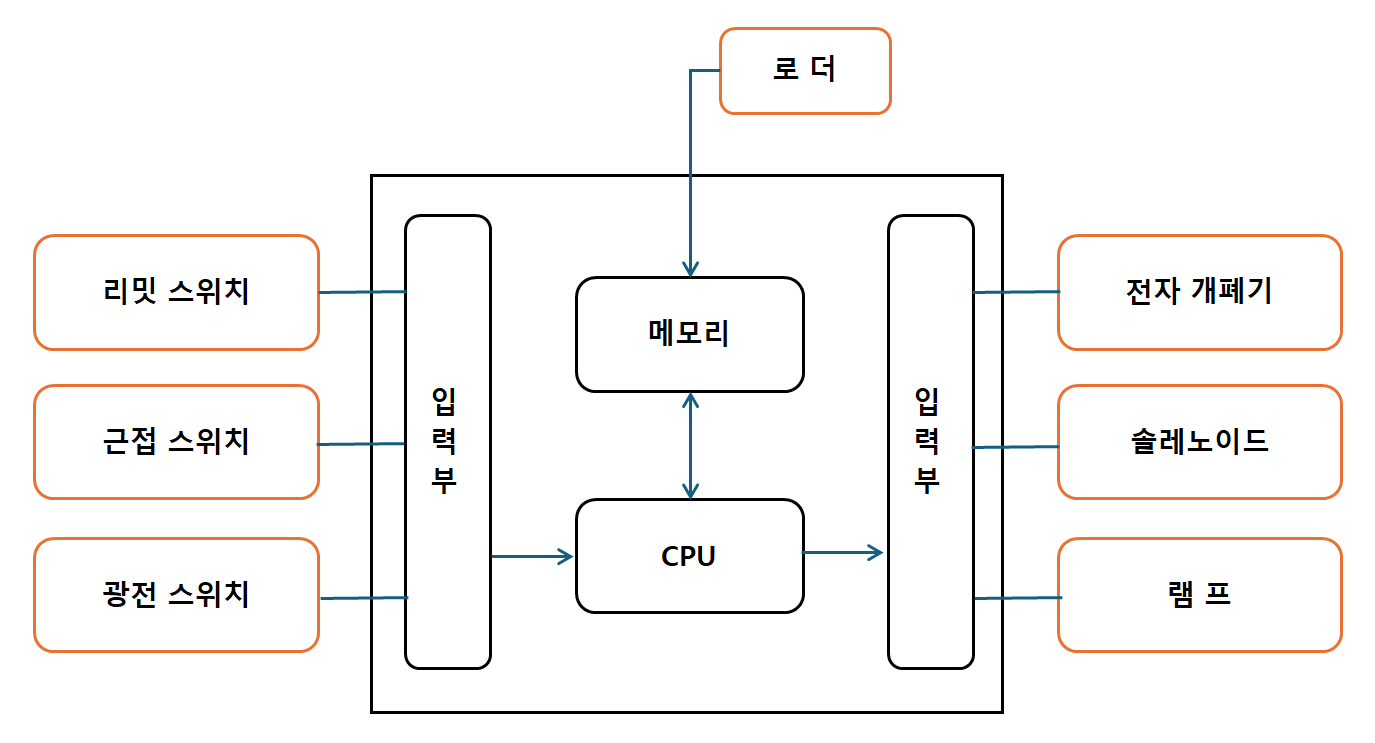 로 더
리밋 스위치
근접 스위치
광전 스위치
입
력
부
메모리
CPU
입
력
부
전자 개폐기
솔레노이드
램 프